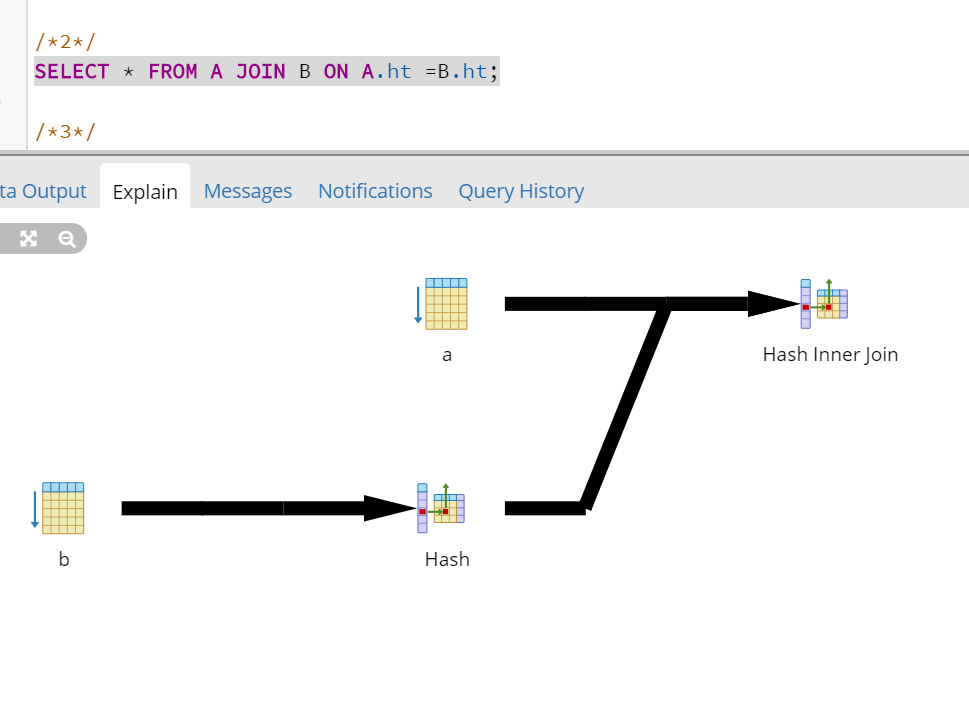 /*2*/
SELECT * FROM A JOIN B ON A.ht =B.ht;
/*3*/
ta Output Explain Messages Notifications Query History
a
Hash Inner Join
b
Hash